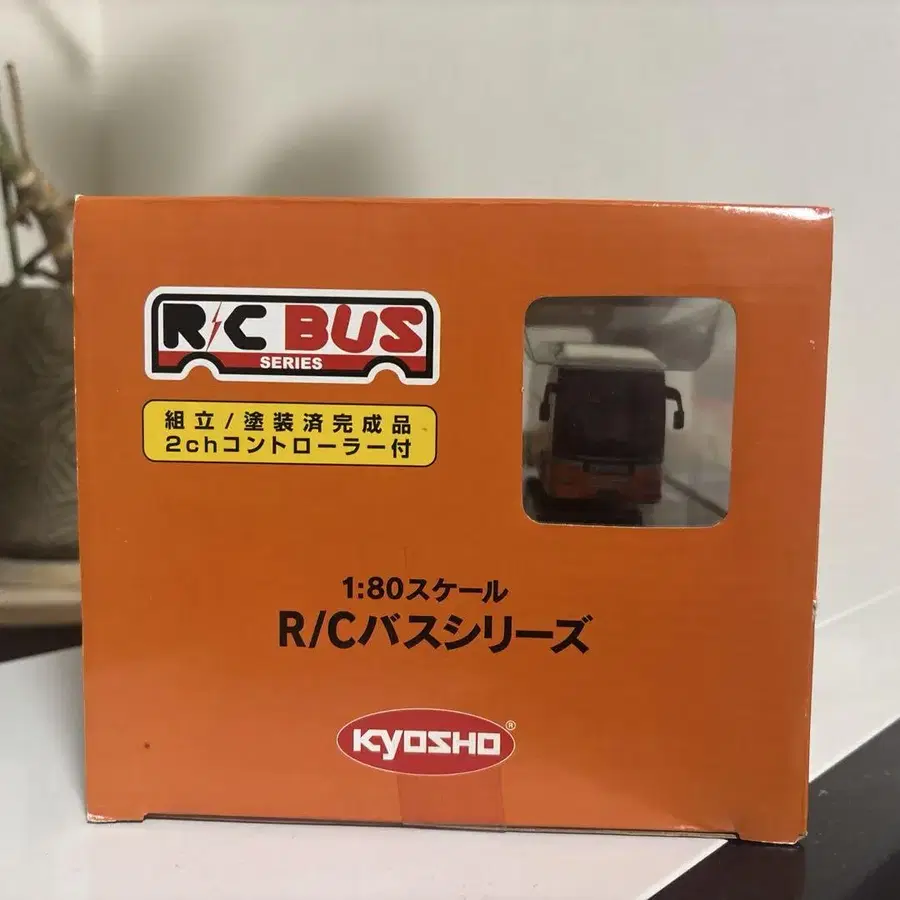 R/C BUS
SERIES
組立/塗装済完成品
2chコントローラー付
1:80スケール
R/Cバスシリーズ
KYOSHO®